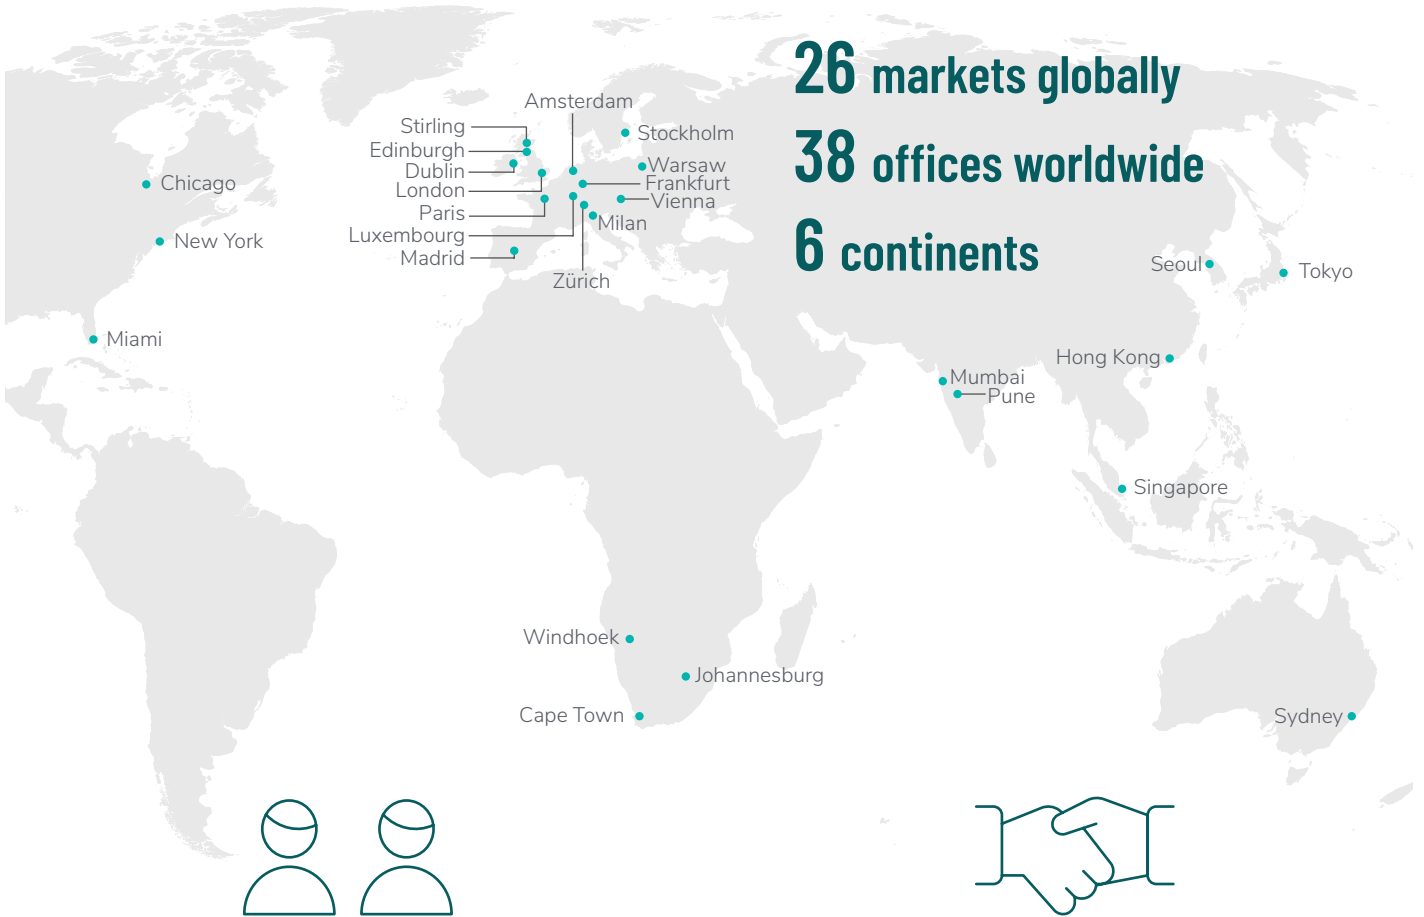 26 markets globally
38 offices worldwide
6 continents
Amsterdam
Stirling
Edinburgh
Dublin
London
Paris
Luxembourg
Madrid
Stockholm
Warsaw
Frankfurt
Vienna
Milan
Zürich
Chicago
New York
Miami
Seoul
Tokyo
Hong Kong
Mumbai
Pune
Singapore
Windhoek
Johannesburg
Cape Town
Sydney